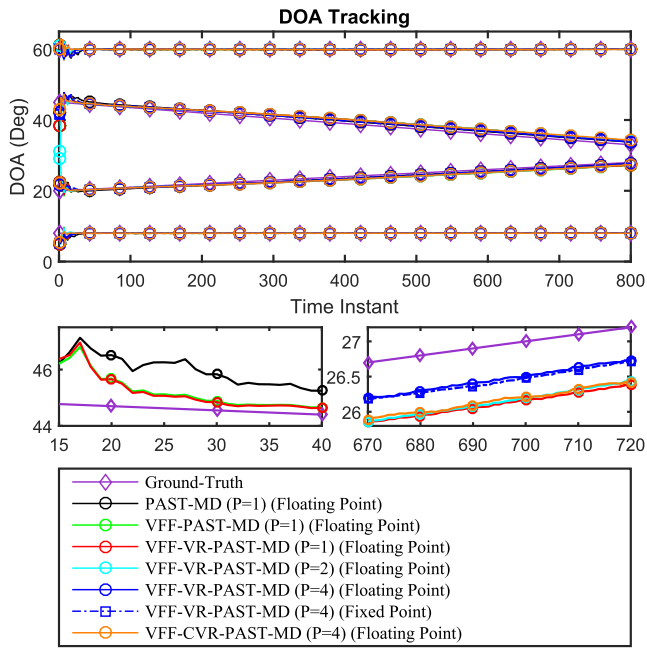 DOA Tracking
60
40
20
0
DOA (Deg)
0 100 200 300 400 500 600 700 800
Time Instant
46
44
15 20 25 30 35 40
27
26.5
26
670 680 690 700 710 720
Ground-Truth
PAST-MD (P=1) (Floating Point)
VFF-PAST-MD (P=1) (Floating Point)
VFF-VR-PAST-MD (P=1) (Floating Point)
VFF-VR-PAST-MD (P=2) (Floating Point)
VFF-VR-PAST-MD (P=4) (Floating Point)
VFF-VR-PAST-MD (P=4) (Fixed Point)
VFF-CVR-PAST-MD (P=4) (Floating Point)